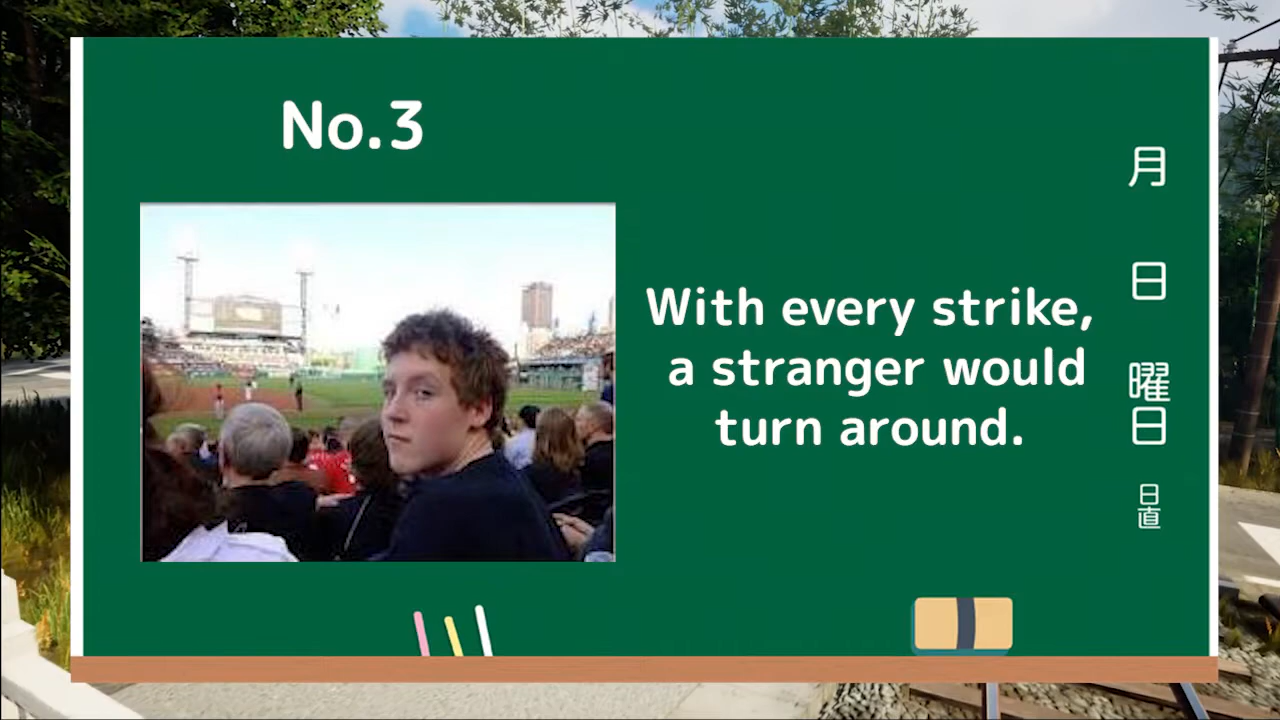 No.3
With every strike,
a stranger would
turn around.
月
日
曜日
日直